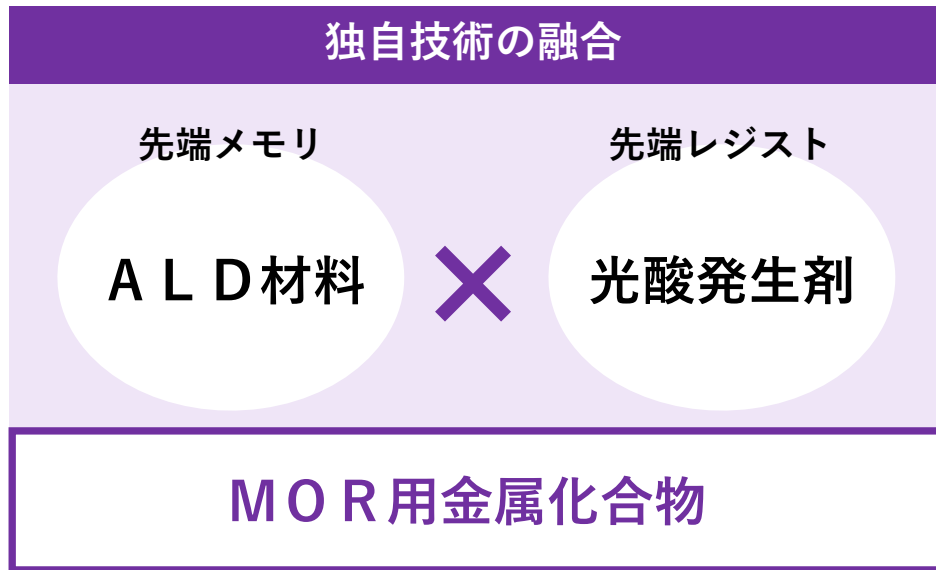 独自技術の融合
先端メモリ
先端レジスト
ＡＬＤ材料
×
光酸発生剤
ＭＯＲ用金属化合物